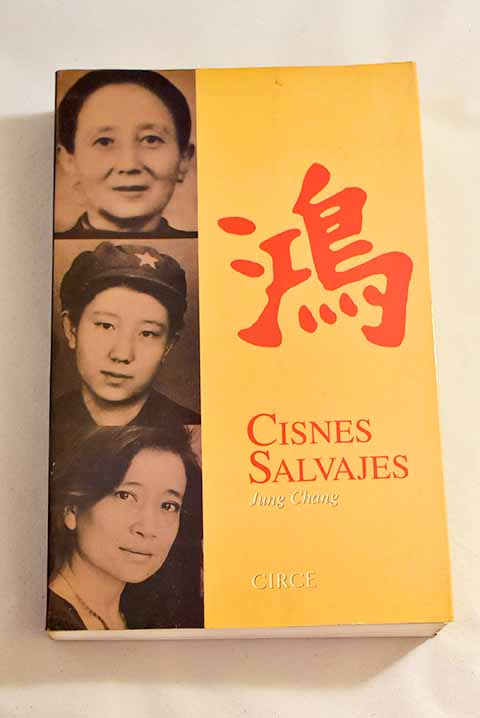 鴻
CISNES
SALVAJES
Jung Chang
CIRCE